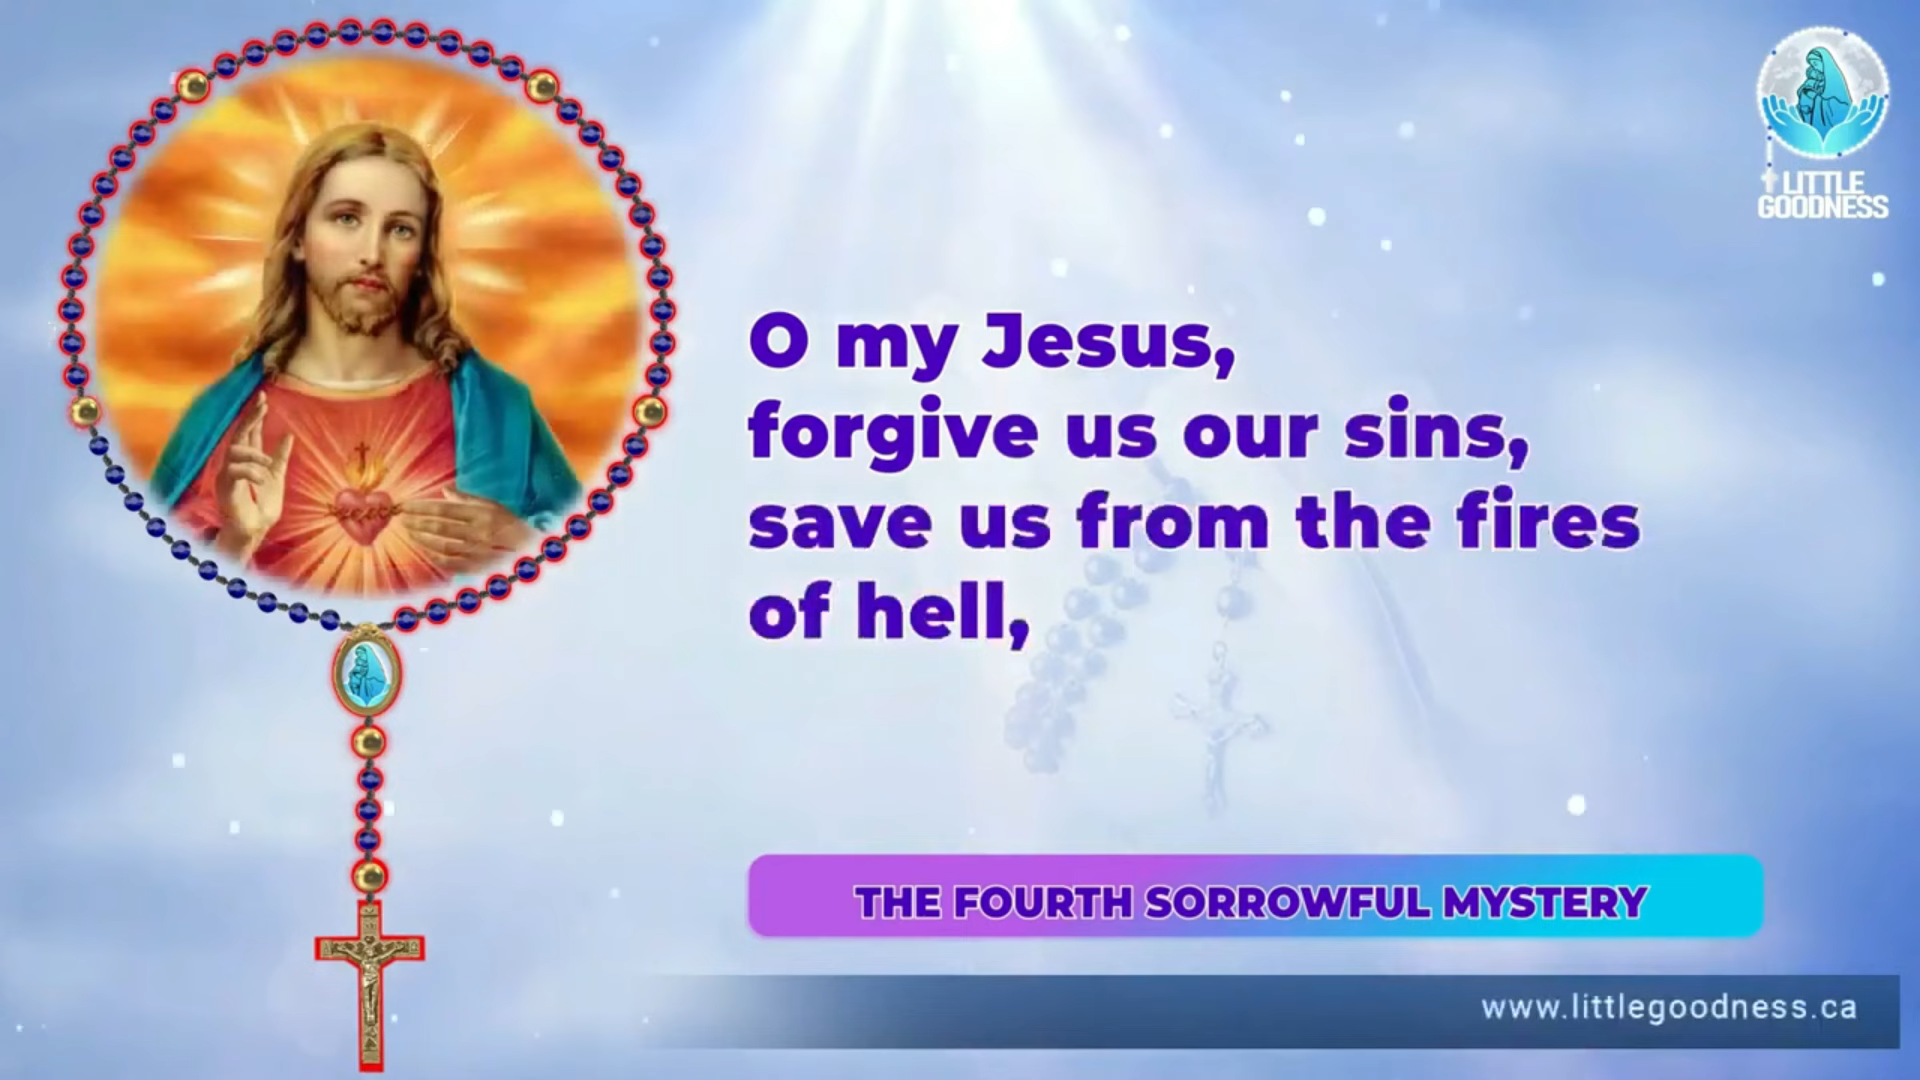 LITTLE
GOODNESS
O my Jesus,
forgive us our sins,
save us from the fires
of hell,
THE FOURTH SORROWFUL MYSTERY
www.littlegoodness.ca